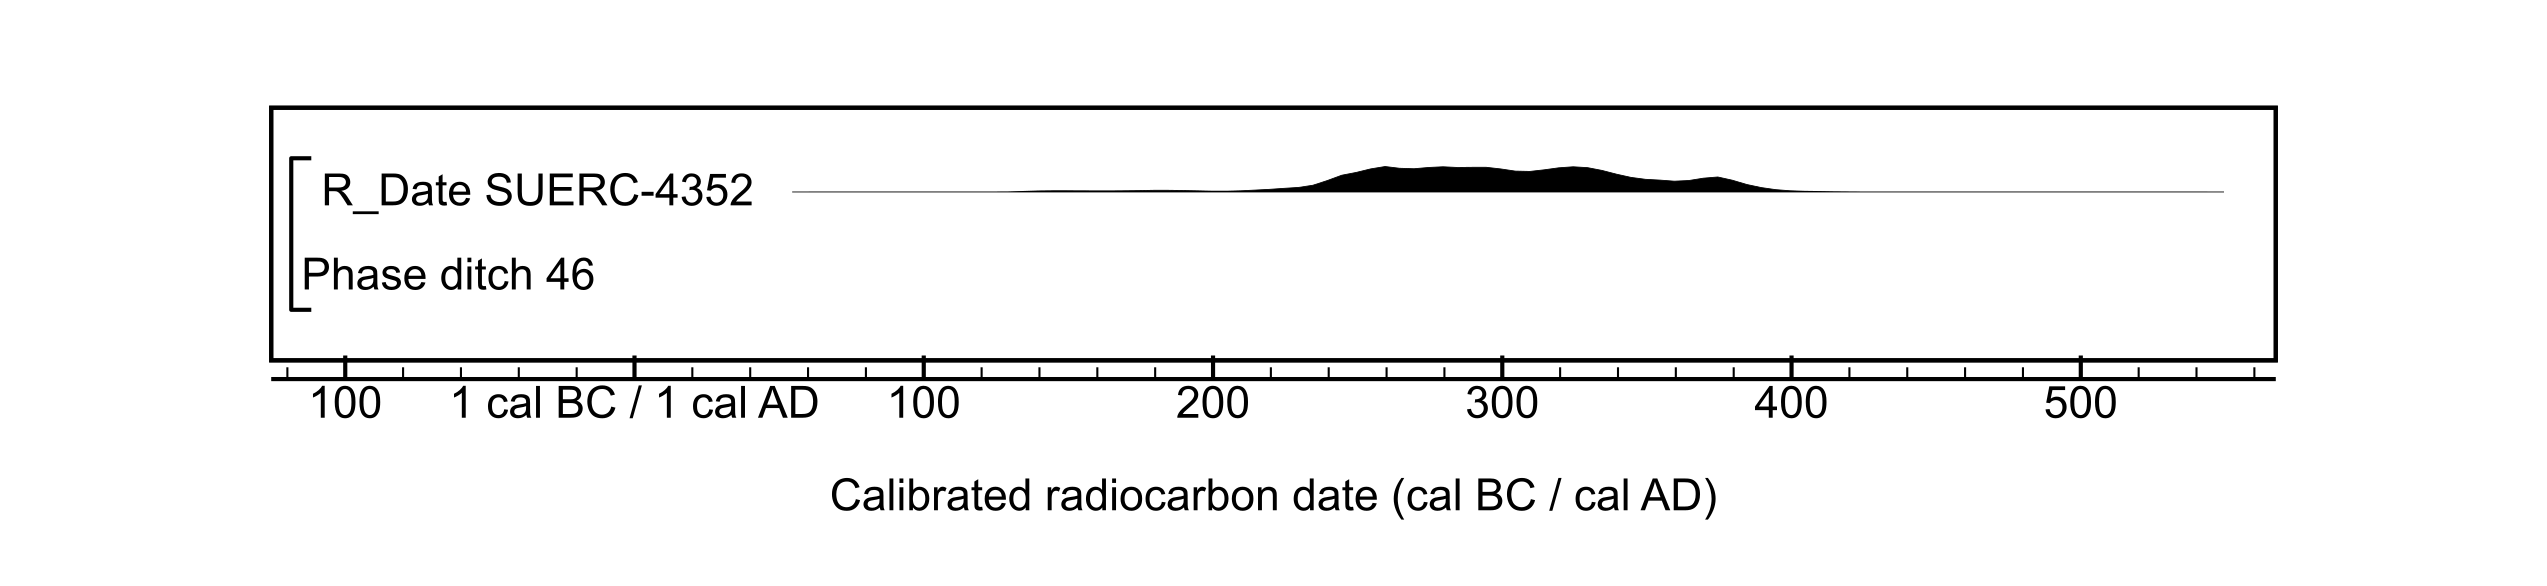 R_Date SUERC-4352
Phase ditch 46
100 1 cal BC / 1 cal AD 100 200 300 400 500
Calibrated radiocarbon date (cal BC / cal AD)